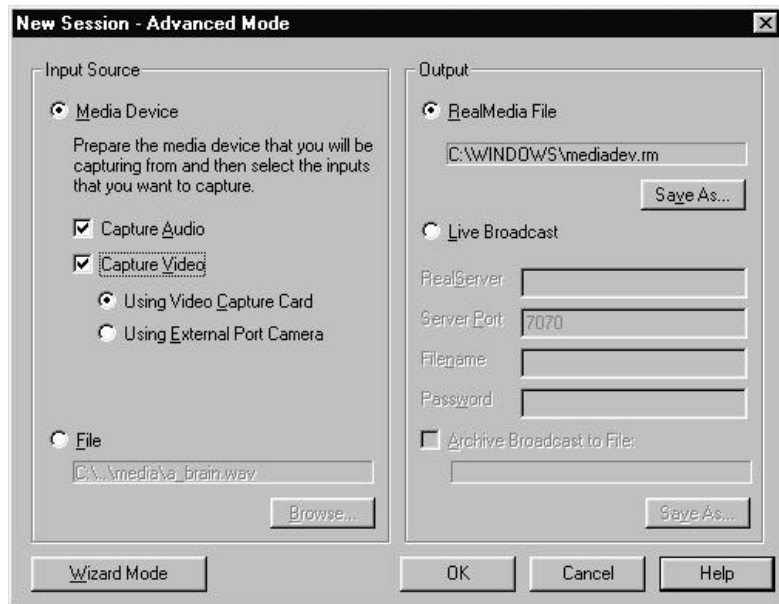 New Session - Advanced Mode
Input Source
Media Device
Prepare the media device that you will be
capturing from and then select the inputs
that you want to capture.
Capture Audio
Capture Video
Using Video Capture Card
Using External Port Camera
File
C:\..\media\a_brain.wav
Browse...
Output
RealMedia File
C:\WINDOWS\mediadev.rm
Save As...
Live Broadcast
RealServer
Server Port
7070
Filename
Password
Archive Broadcast to File:
Save As...
Wizard Mode
OK
Cancel
Help